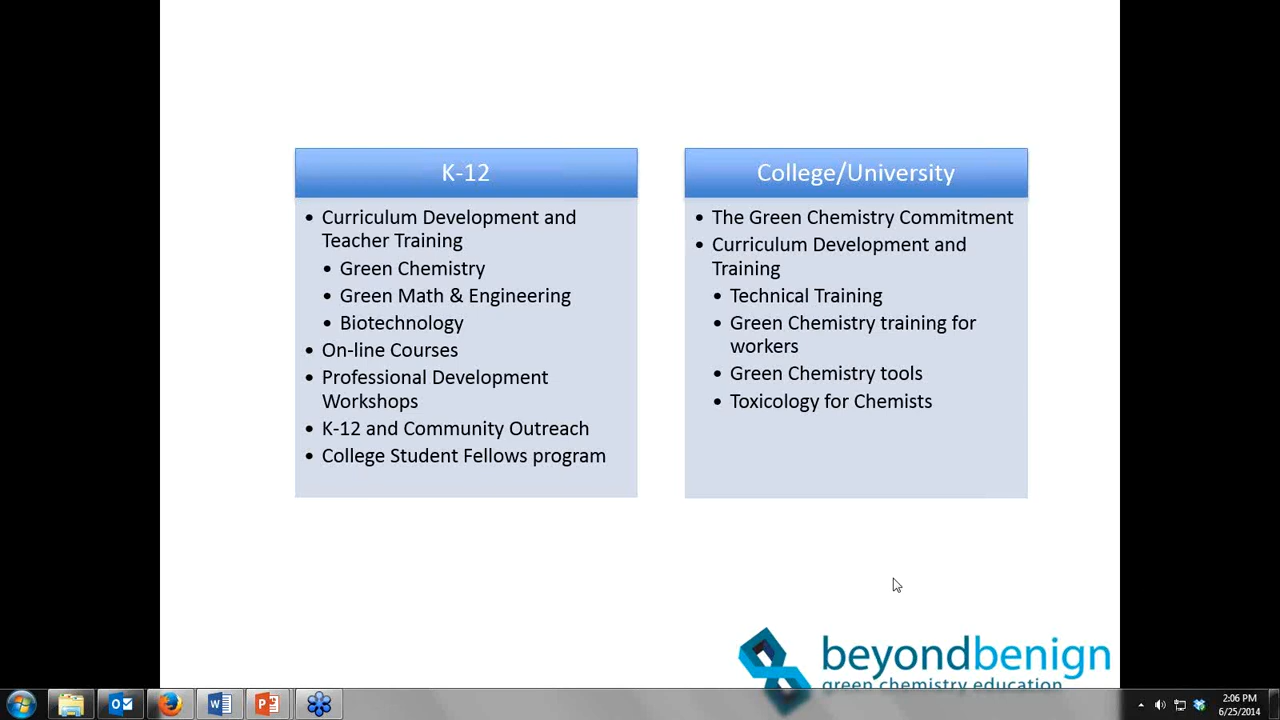 K-12
• Curriculum Development and
Teacher Training
• Green Chemistry
• Green Math & Engineering
• Biotechnology
• On-line Courses
• Professional Development
Workshops
• K-12 and Community Outreach
• College Student Fellows program
College/University
• The Green Chemistry Commitment
• Curriculum Development and
Training
• Technical Training
• Green Chemistry training for
workers
• Green Chemistry tools
• Toxicology for Chemists
beyondbenign
green chemistry education
2:06 PM
6/25/2014